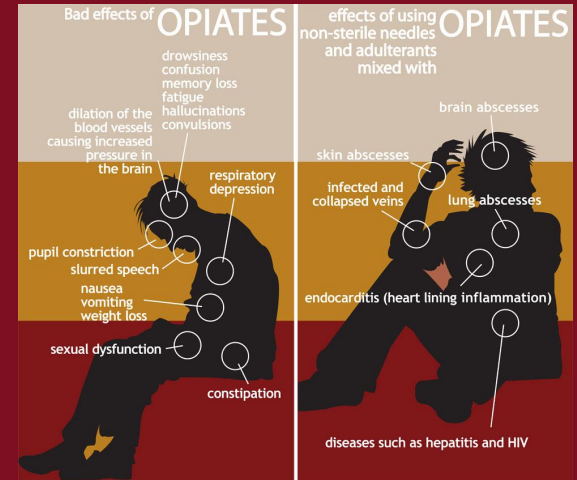 Bad effects of OPIATES
drowsiness
confusion
memory loss
fatigue
hallucinations
convulsions
dilation of the
blood vessels
causing increased
pressure in
the brain
respiratory
depression
pupil constriction
slurred speech
nausea
vomiting
weight loss
sexual dysfunction
constipation
effects of using
non-sterile needles
and adulterants
mixed with
OPIATES
brain abscesses
skin abscesses
infected and
collapsed veins
lung abscesses
endocarditis (heart lining inflammation)
diseases such as hepatitis and HIV